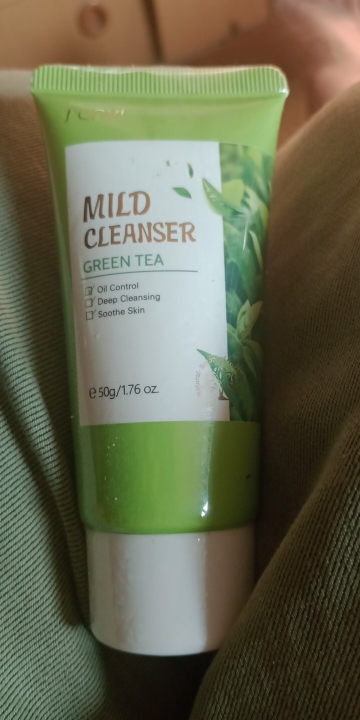 MILD
CLEANSER
GREEN TEA
Oil Control
Deep Cleansing
Soothe Skin
℮ 50g/1.76 oz.